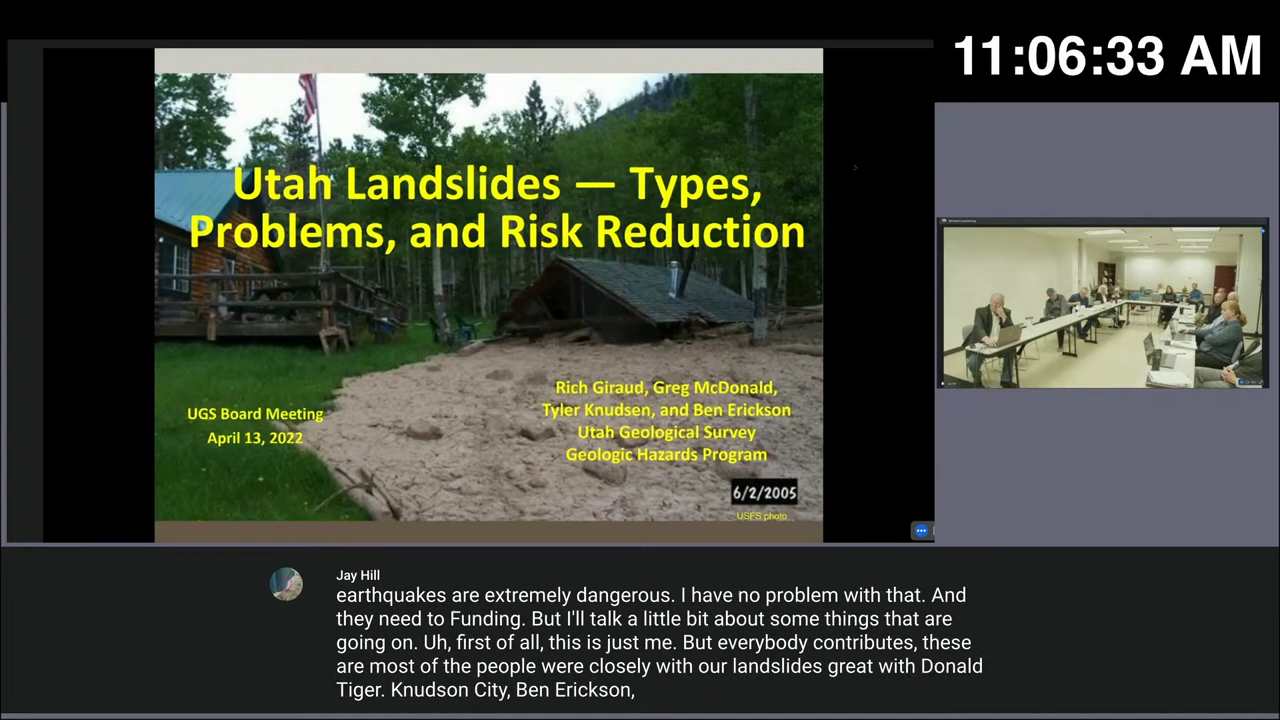 11:06:33 AM
Utah Landslides — Types,
Problems, and Risk Reduction
UGS Board Meeting
April 13, 2022
Rich Giraud, Greg McDonald,
Tyler Knudsen, and Ben Erickson
Utah Geological Survey
Geologic Hazards Program
6/2/2005
USFS photo
Jay Hill
earthquakes are extremely dangerous. I have no problem with that. And
they need to Funding. But I'll talk a little bit about some things that are
going on. Uh, first of all, this is just me. But everybody contributes, these
are most of the people were closely with our landslides great with Donald
Tiger. Knudson City, Ben Erickson,